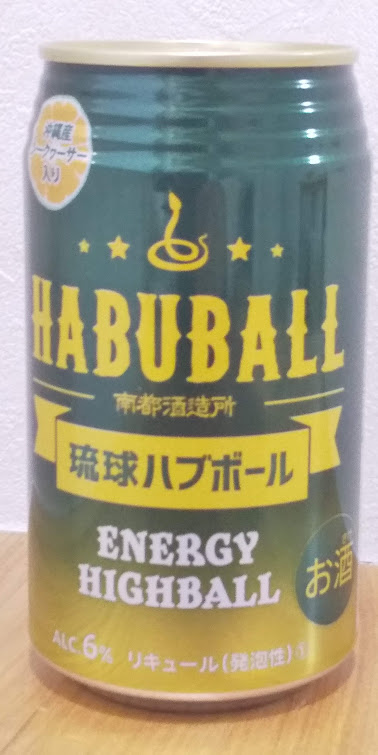 沖縄産
シークヮーサー
入り
HABUBALL
南都酒造所
琉球ハブボール
ENERGY
HIGHBALL
お酒
ALC.6% リキュール(発泡性)①